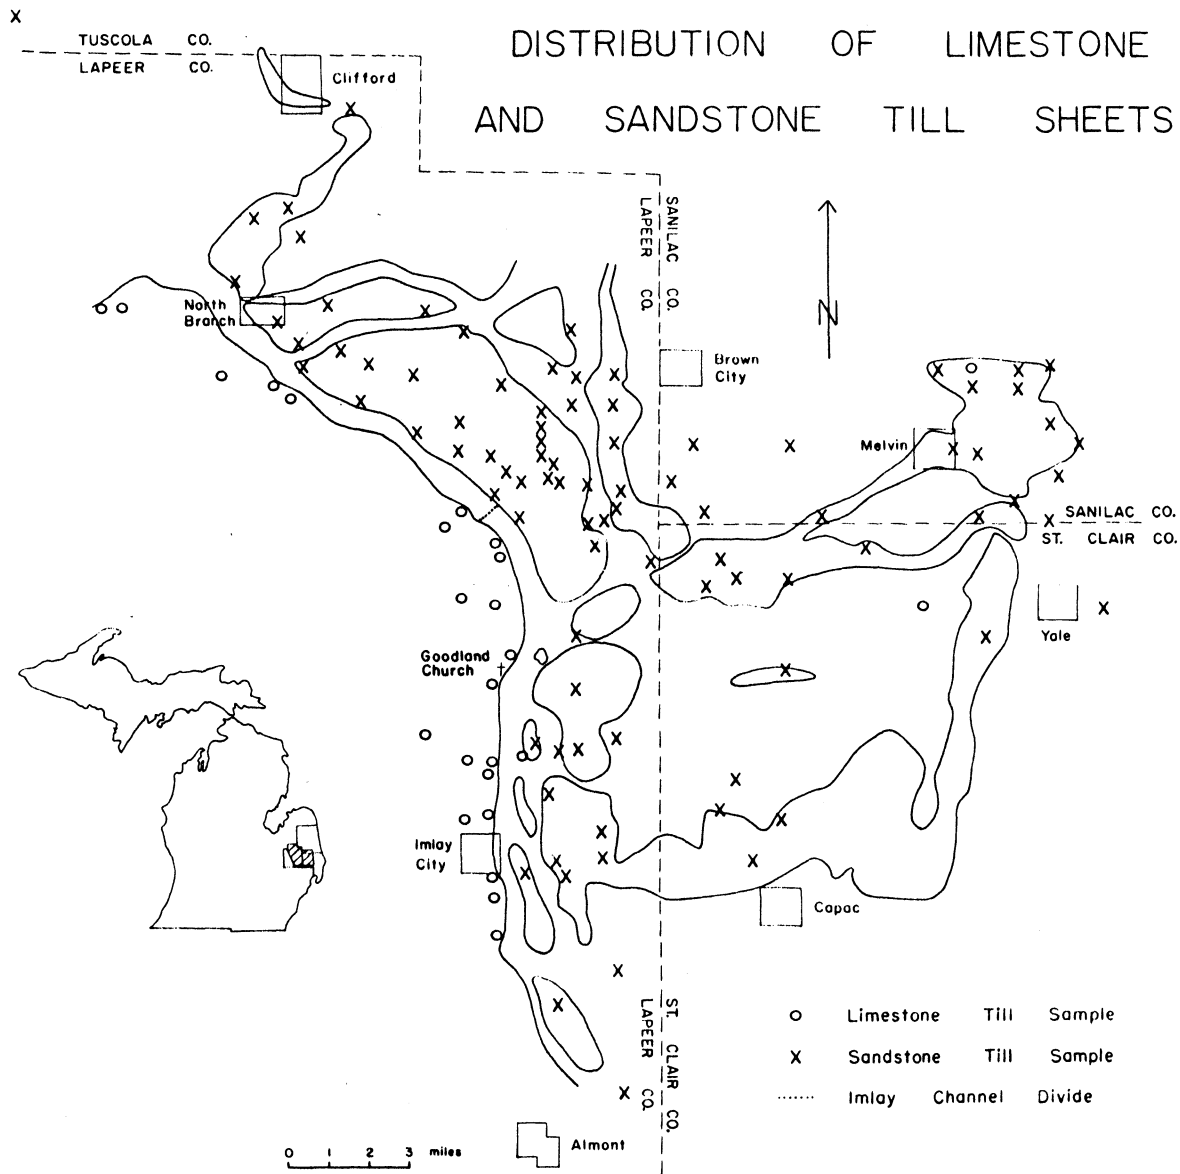 DISTRIBUTION OF LIMESTONE
AND SANDSTONE TILL SHEETS
TUSCOLA CO.
LAPEER CO.
Clifford
SANILAC CO.
LAPEER CO.
N
North
Branch
Brown
City
Melvin
SANILAC CO.
ST. CLAIR CO.
Yale
Goodland
Church
Imlay
City
Capac
ST. CLAIR CO.
LAPEER CO.
Limestone Till Sample
Sandstone Till Sample
Imlay Channel Divide
Almont
0 1 2 3 miles